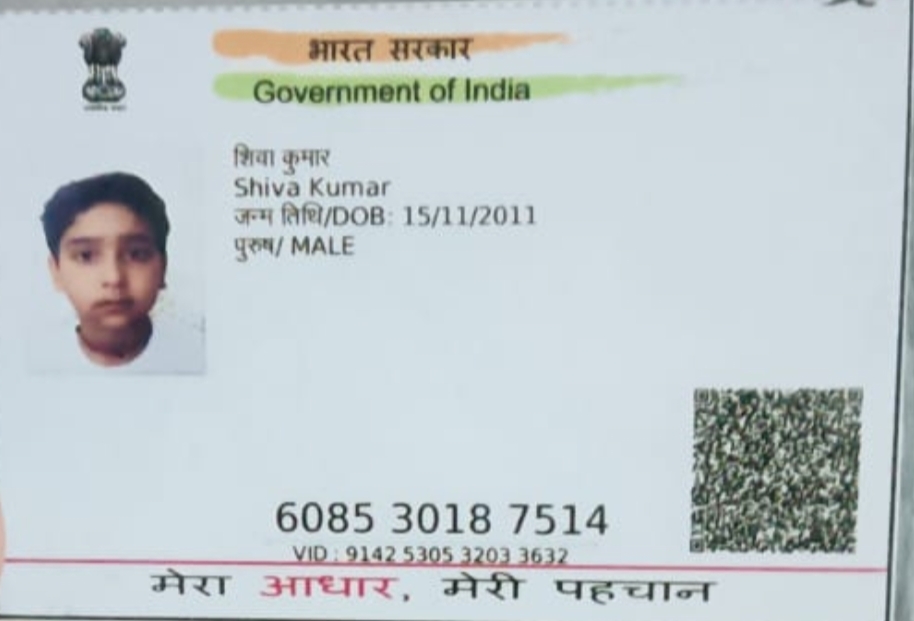 भारत सरकार
Government of India
शिवा कुमार
Shiva Kumar
जन्म तिथि/DOB: 15/11/2011
पुरुष/ MALE
6085 3018 7514
VID : 9142 5305 3203 3632
मेरा आधार, मेरी पहचान